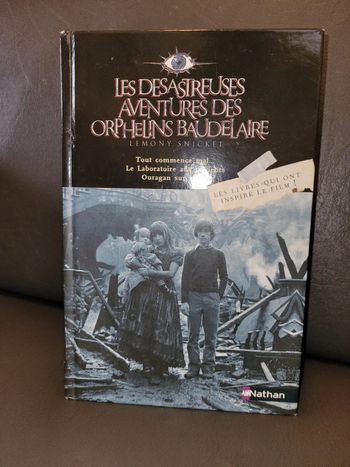 LES DÉSASTREUSES
AVENTURES DES
ORPHELINS BAUDELAIRE
LEMONY SNICKET
Tout commence mal...
Le Laboratoire aux
Ouragan sur
LES LIVRES QUI ONT
INSPIRÉ LE FILM !
Nathan